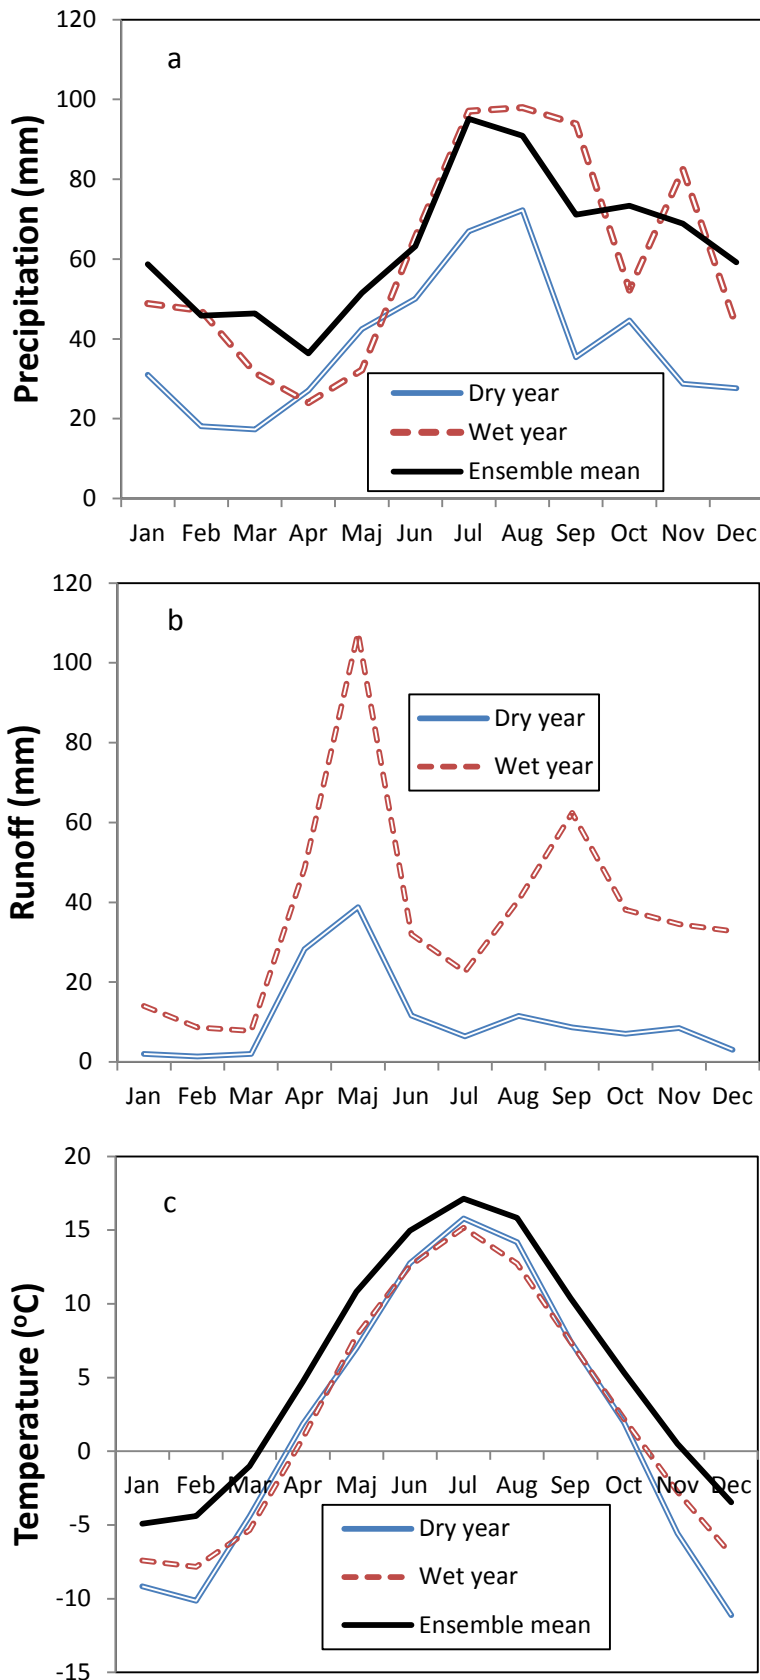 120
a
100
80
60
40
20
0
Precipitation (mm)
Dry year
Wet year
Ensemble mean
Jan Feb Mar Apr Maj Jun Jul Aug Sep Oct Nov Dec
120
b
100
80
60
40
20
0
Runoff (mm)
Dry year
Wet year
Jan Feb Mar Apr Maj Jun Jul Aug Sep Oct Nov Dec
20
c
15
10
5
0
-5
-10
-15
Temperature (°C)
Jan Feb Mar Apr Maj Jun Jul Aug Sep Oct Nov Dec
Dry year
Wet year
Ensemble mean